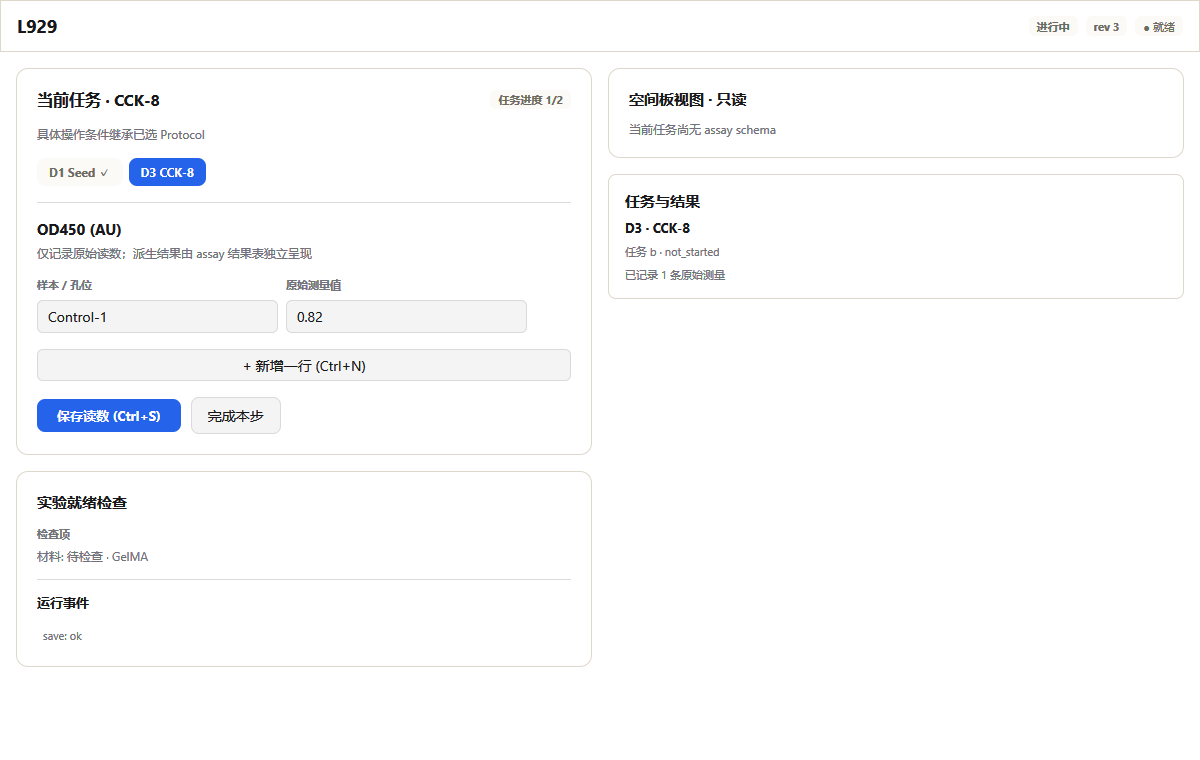 L929
进行中
rev 3
● 就绪
当前任务 · CCK-8
任务进度 1/2
具体操作条件继承已选 Protocol
D1 Seed ✓
D3 CCK-8
OD450 (AU)
仅记录原始读数；派生结果由 assay 结果表独立呈现
样本 / 孔位
原始测量值
Control-1
0.82
+ 新增一行 (Ctrl+N)
保存读数 (Ctrl+S)
完成本步
实验就绪检查
检查项
材料: 待检查 · GelMA
运行事件
save: ok
空间板视图 · 只读
当前任务尚无 assay schema
任务与结果
D3 · CCK-8
任务 b · not_started
已记录 1 条原始测量